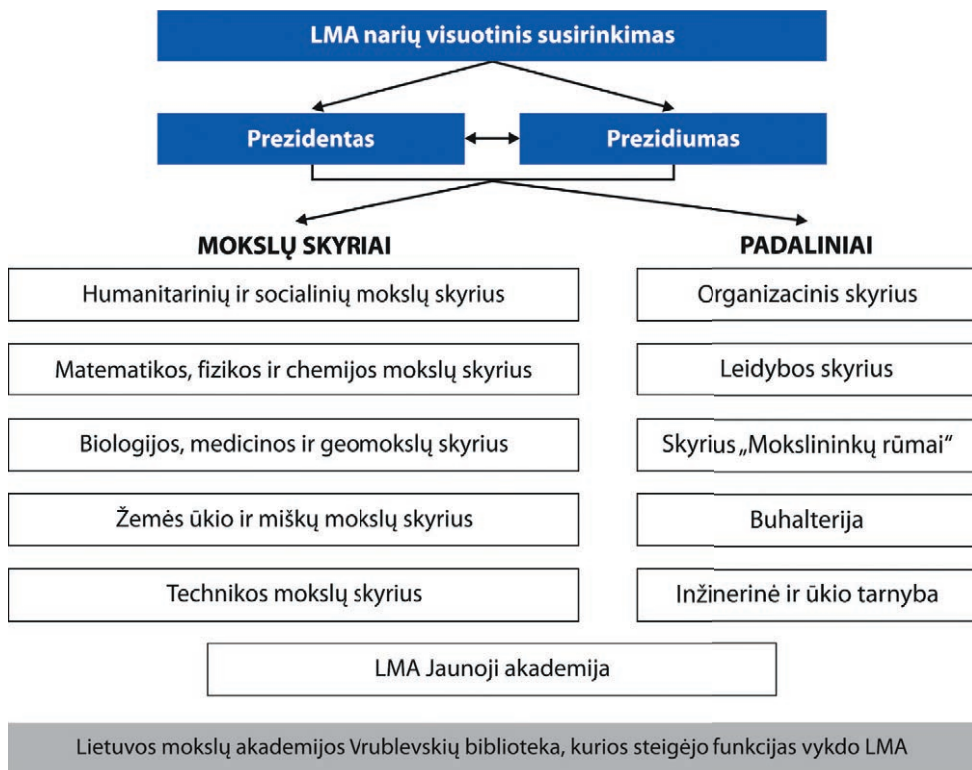 LMA narių visuotinis susirinkimas
Prezidentas
Prezidiumas
MOKSLŲ SKYRIAI
Humanitarinių ir socialinių mokslų skyrius
Matematikos, fizikos ir chemijos mokslų skyrius
Biologijos, medicinos ir geomokslų skyrius
Žemės ūkio ir miškų mokslų skyrius
Technikos mokslų skyrius
PADALINIAI
Organizacinis skyrius
Leidybos skyrius
Skyrius „Mokslininkų rūmai“
Buhalterija
Inžinerinė ir ūkio tarnyba
LMA Jaunoji akademija
Lietuvos mokslų akademijos Vrublevskių biblioteka, kurios steigėjo funkcijas vykdo LMA